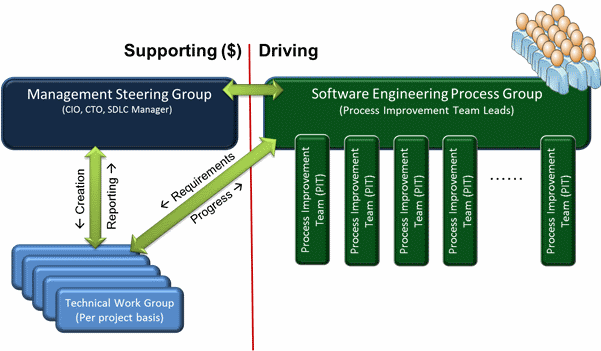 Supporting ($) Driving
Management Steering Group
(CIO, CTO, SDLC Manager)
Software Engineering Process Group
(Process Improvement Team Leads)
← Creation
Reporting →
← Requirements
Progress →
Process Improvement
Team (PIT)
Process Improvement
Team (PIT)
Process Improvement
Team (PIT)
Process Improvement
Team (PIT)
......
Process Improvement
Team (PIT)
Technical Work Group
(Per project basis)